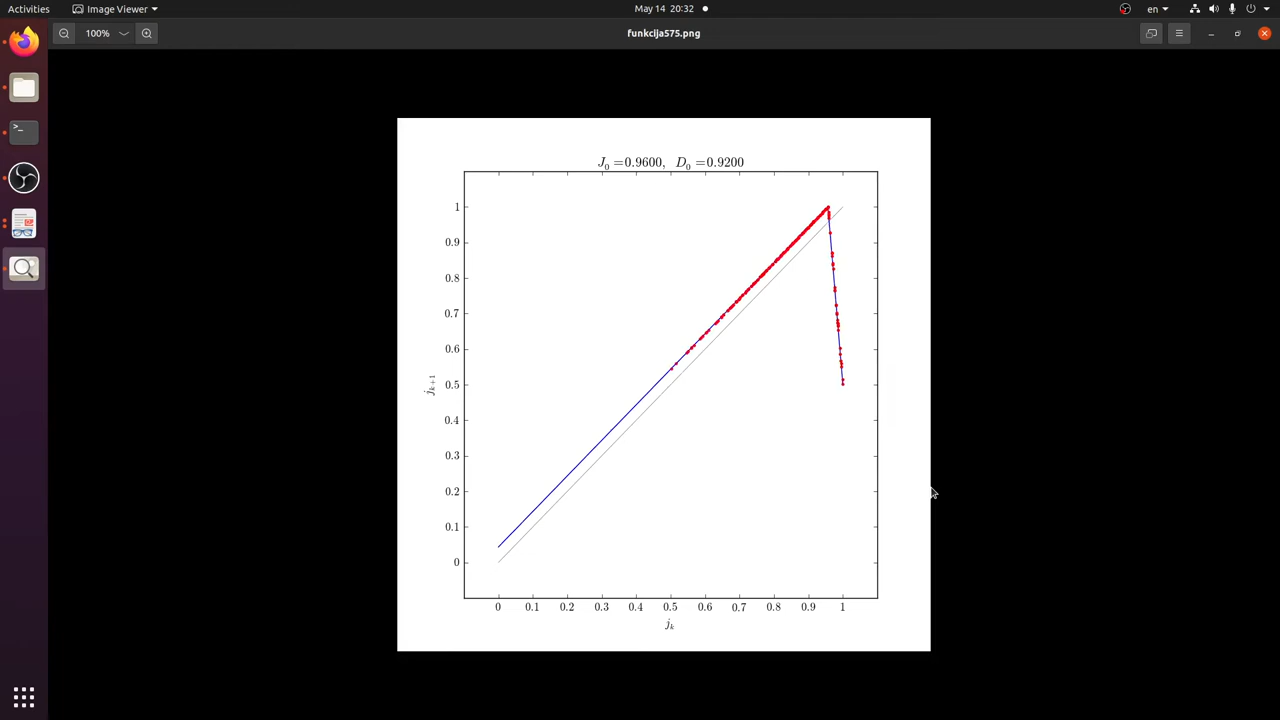 Activities
Image Viewer
May 14 20:32
en
100%
funkcija575.png
J₀ =0.9600, D₀ =0.9200
1
0.9
0.8
0.7
0.6
0.5
0.4
0.3
0.2
0.1
0
jₖ₊₁
0 0.1 0.2 0.3 0.4 0.5 0.6 0.7 0.8 0.9 1
jₖ